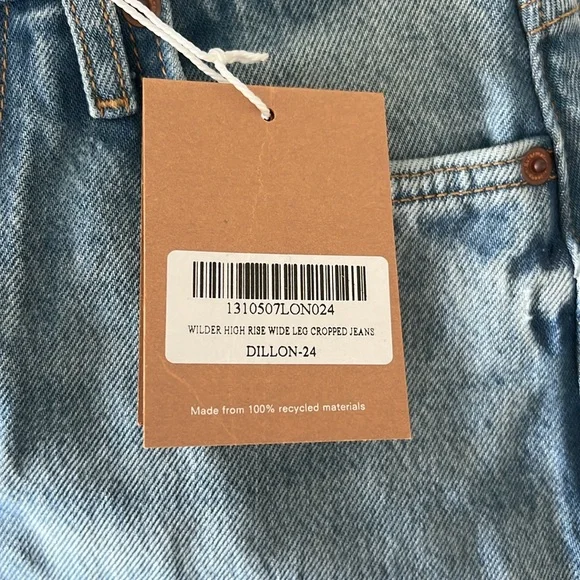 1310507LON024
WILDER HIGH RISE WIDE LEG CROPPED JEANS
DILLON-24
Made from 100% recycled materials